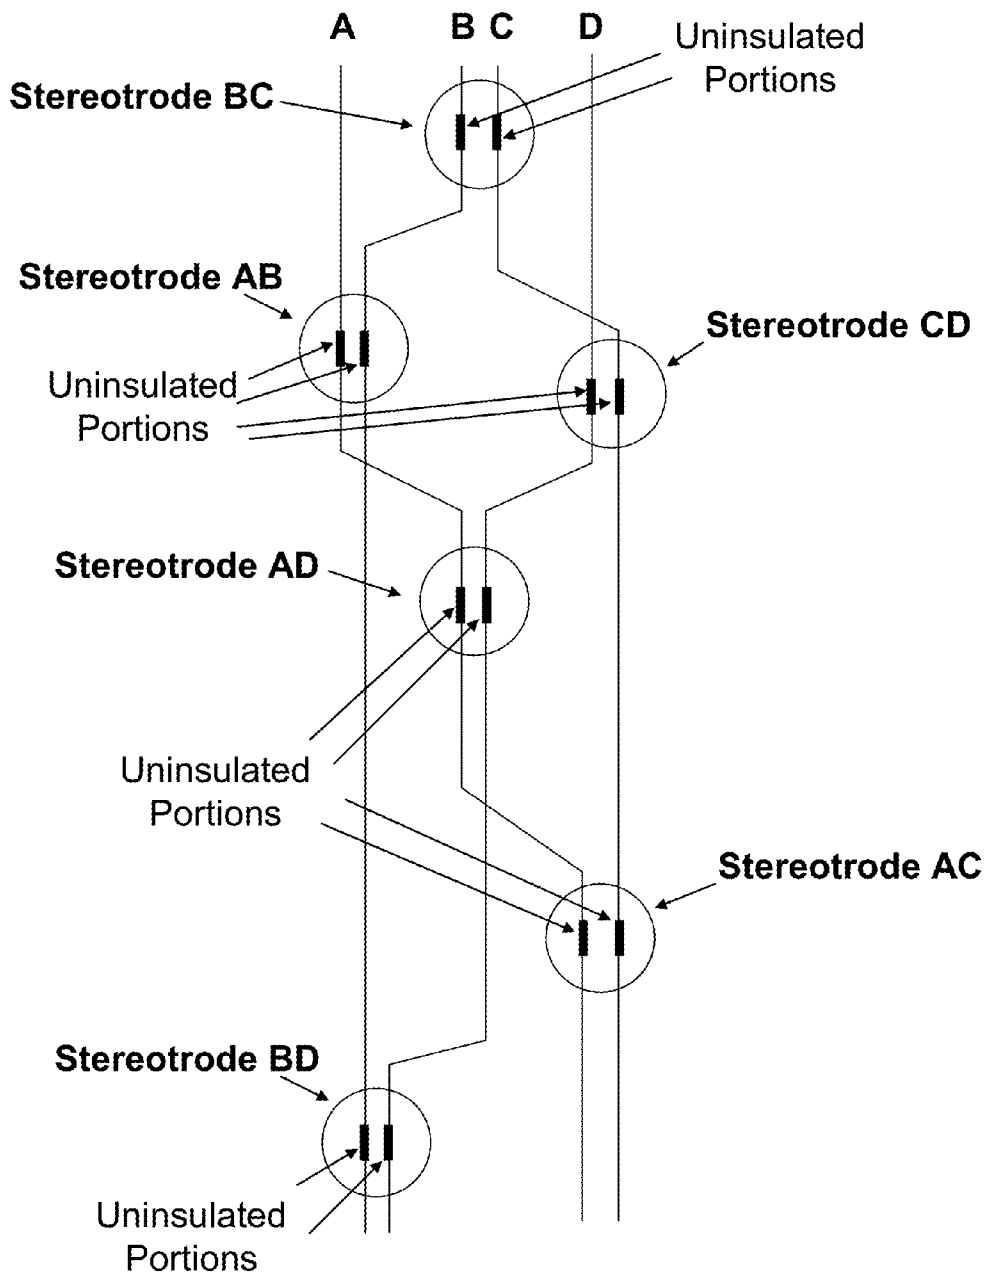 A B C D
Uninsulated
Portions
Stereotrode BC
Stereotrode AB
Stereotrode CD
Uninsulated
Portions
Stereotrode AD
Uninsulated
Portions
Stereotrode AC
Stereotrode BD
Uninsulated
Portions